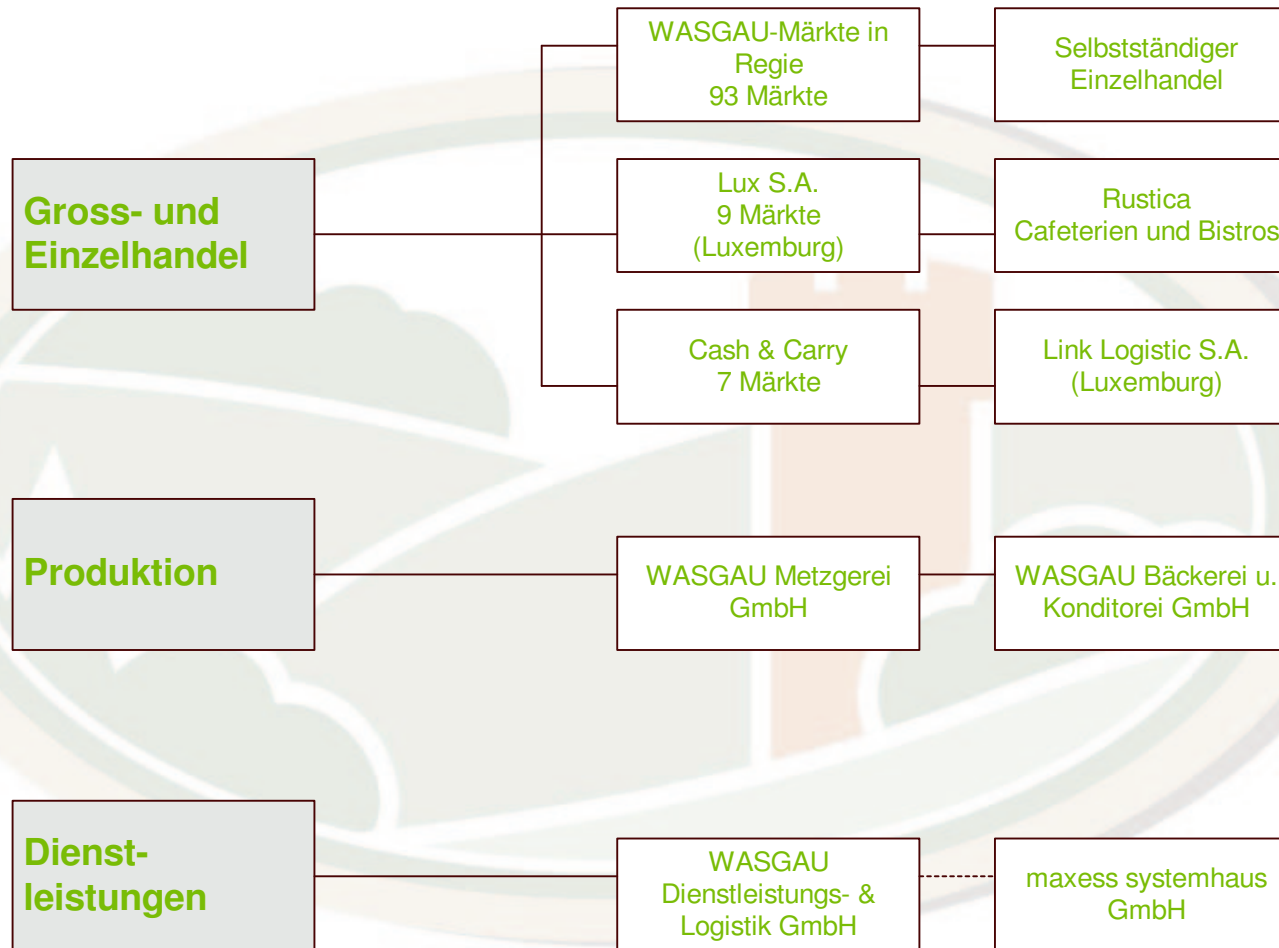 WASGAU-Märkte in
Regie
93 Märkte
Selbstständiger
Einzelhandel
Gross- und
Einzelhandel
Lux S.A.
9 Märkte
(Luxemburg)
Rustica
Cafeterien und Bistros
Cash & Carry
7 Märkte
Link Logistic S.A.
(Luxemburg)
Produktion
WASGAU Metzgerei
GmbH
WASGAU Bäckerei u.
Konditorei GmbH
Dienst-
leistungen
WASGAU
Dienstleistungs- &
Logistik GmbH
maxess systemhaus
GmbH